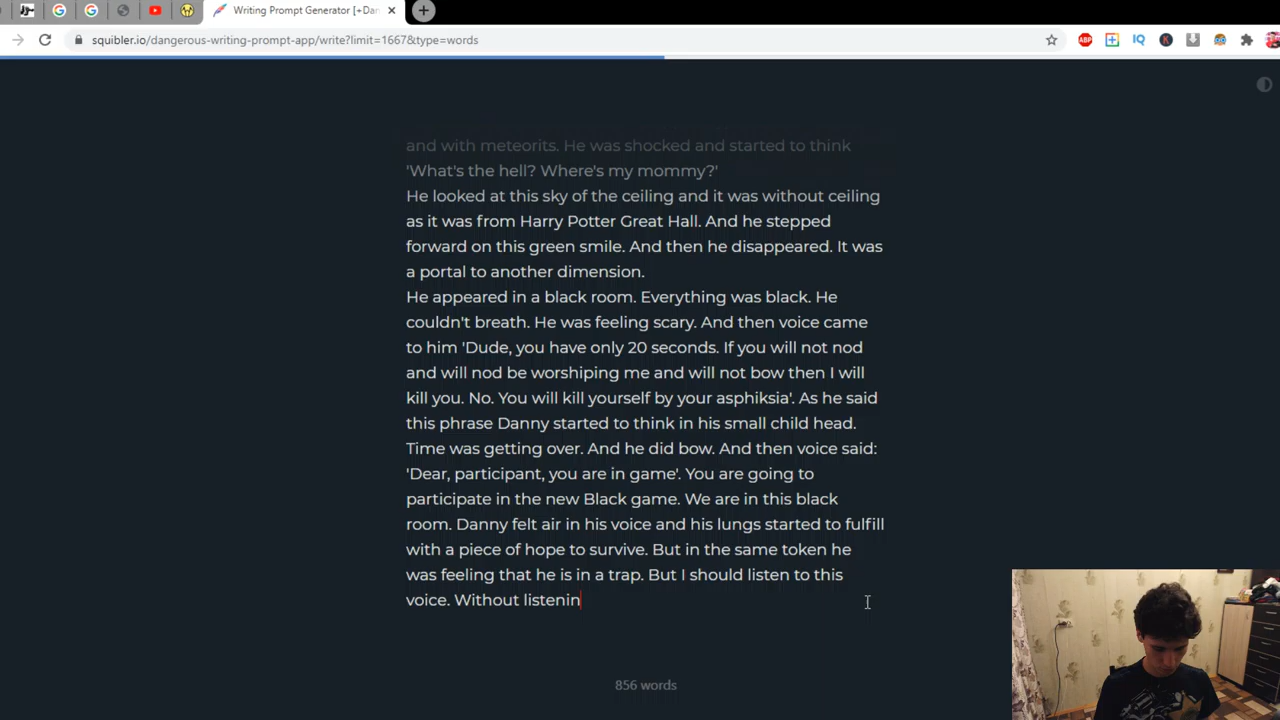 Writing Prompt Generator [+Dan
squibler.io/dangerous-writing-prompt-app/write?limit=1667&type=words
ABP
IQ
K
and with meteorits. He was shocked and started to think
'What's the hell? Where's my mommy?'
He looked at this sky of the ceiling and it was without ceiling
as it was from Harry Potter Great Hall. And he stepped
forward on this green smile. And then he disappeared. It was
a portal to another dimension.
He appeared in a black room. Everything was black. He
couldn't breath. He was feeling scary. And then voice came
to him 'Dude, you have only 20 seconds. If you will not nod
and will nod be worshiping me and will not bow then I will
kill you. No. You will kill yourself by your asphiksia'. As he said
this phrase Danny started to think in his small child head.
Time was getting over. And he did bow. And then voice said:
'Dear, participant, you are in game'. You are going to
participate in the new Black game. We are in this black
room. Danny felt air in his voice and his lungs started to fulfill
with a piece of hope to survive. But in the same token he
was feeling that he is in a trap. But I should listen to this
voice. Without listenin
856 words